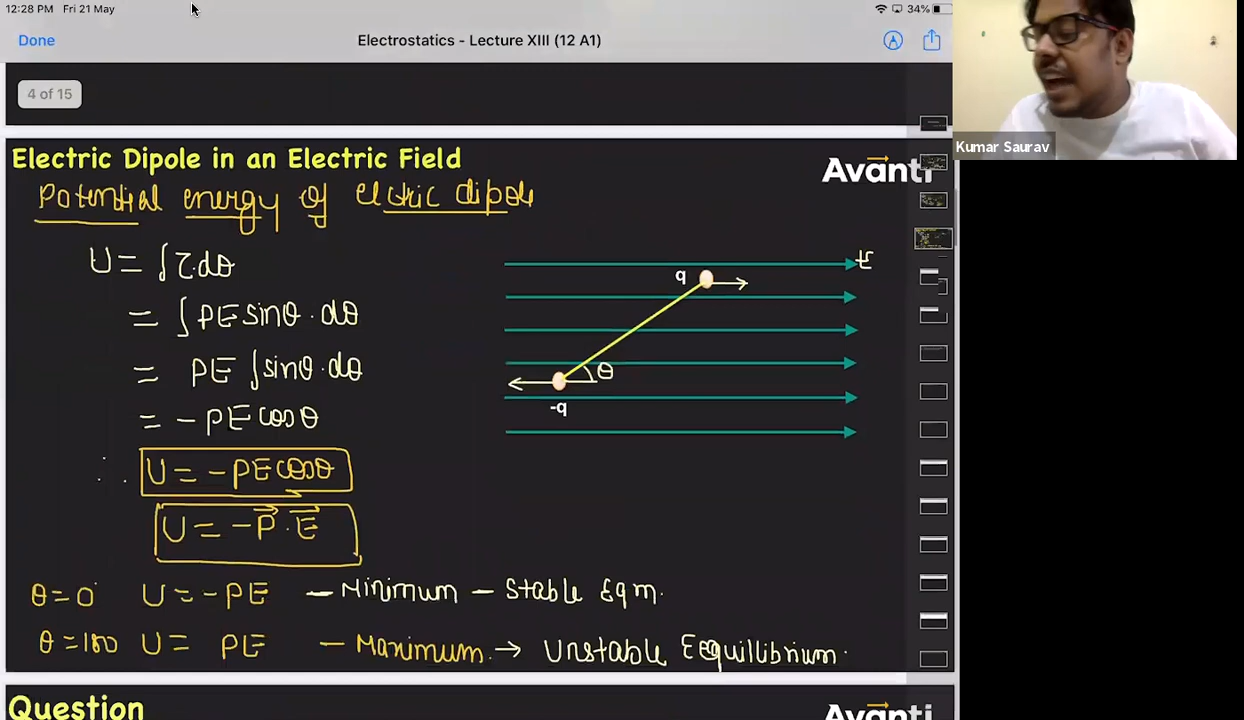 12:28 PM Fri 21 May
34%
Done
Electrostatics - Lecture XIII (12 A1)
4 of 15
Kumar Saurav
Electric Dipole in an Electric Field
Avanti
Potential energy of elctric dipole
U = ∫τ.dθ
= ∫PE sinθ.dθ
= PE ∫sinθ.dθ
= -PE cosθ
∴ U = -PE cosθ
U = -P⃗.E⃗
E
q
θ
-q
θ=0° U = -PE - Minimum - Stable Eqm.
θ=180 U = PE - Maximum. → Unstable Eequillibrium.
Question
Avanti